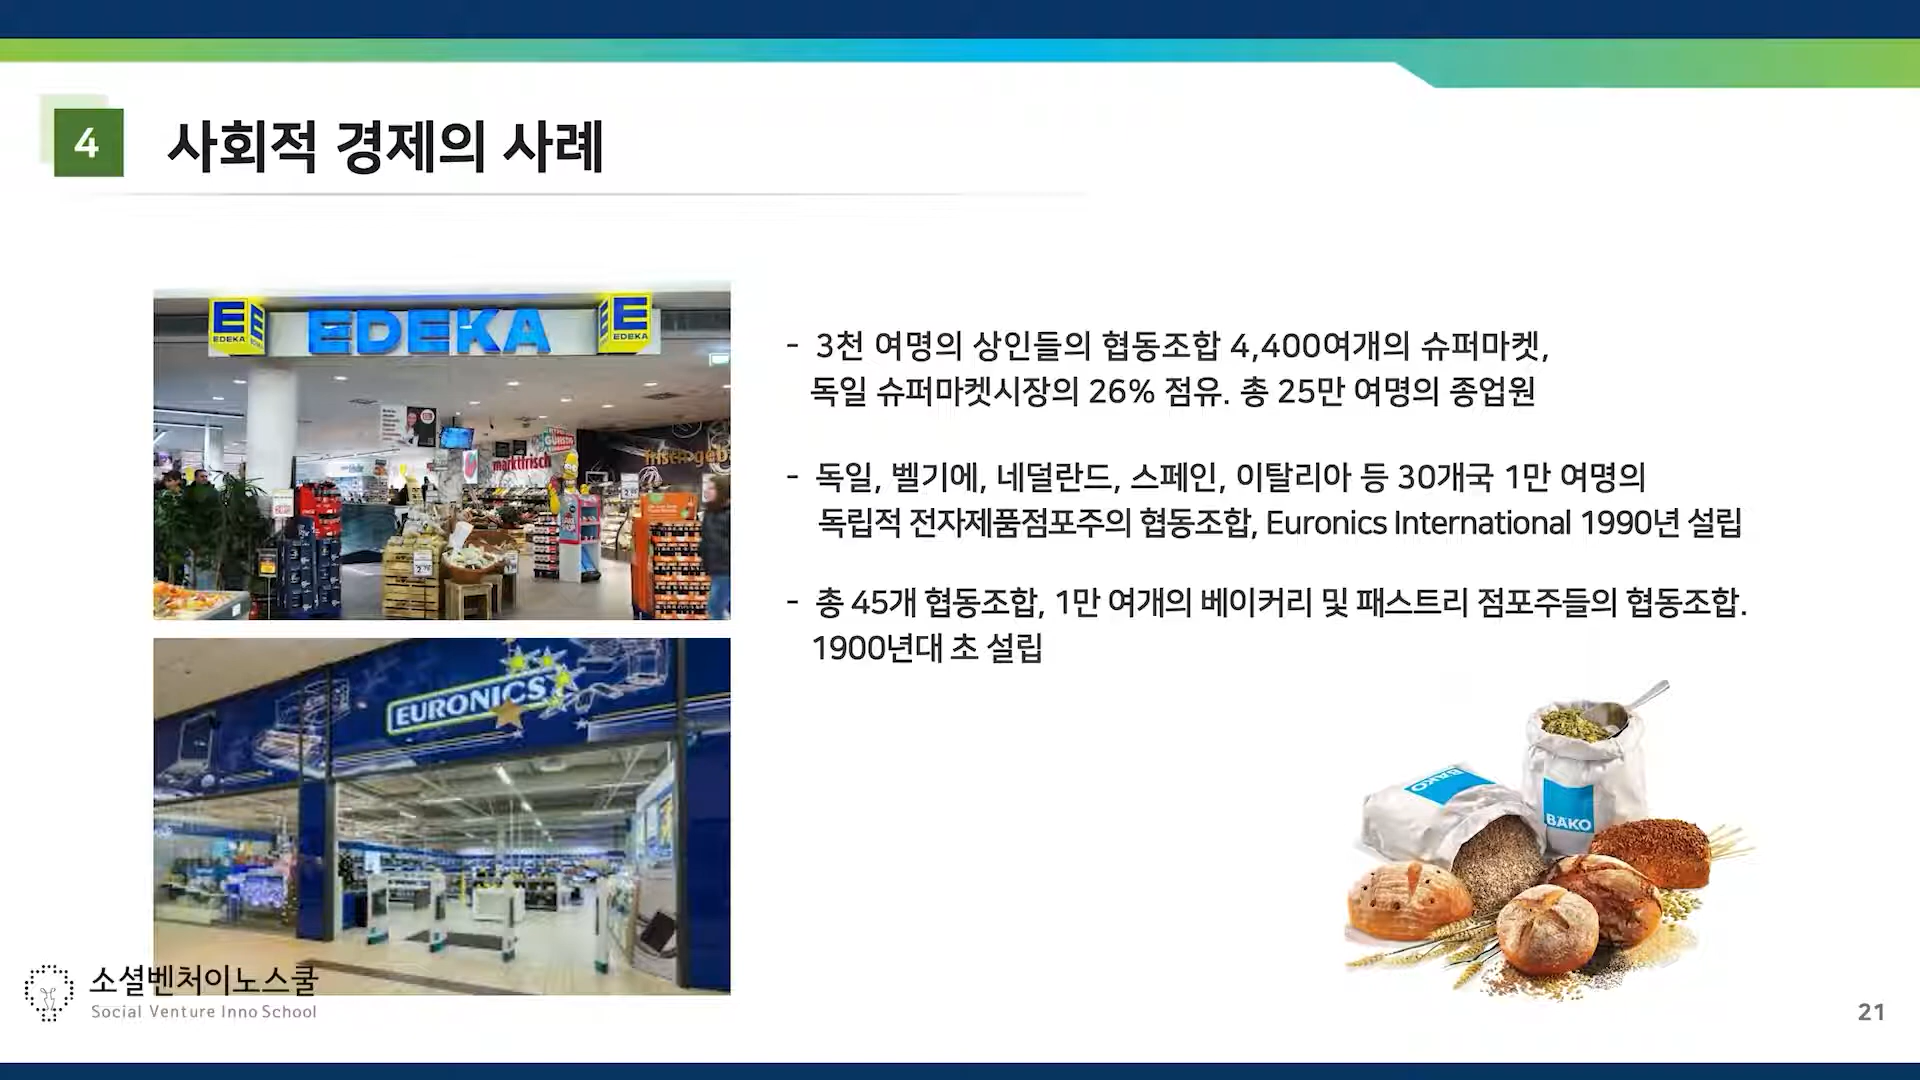 4
사회적 경제의 사례
EDEKA
EDEKA
EDEKA
marktfrisch
- 3천 여명의 상인들의 협동조합 4,400여개의 슈퍼마켓,
독일 슈퍼마켓시장의 26% 점유. 총 25만 여명의 종업원
- 독일, 벨기에, 네덜란드, 스페인, 이탈리아 등 30개국 1만 여명의
독립적 전자제품점포주의 협동조합, Euronics International 1990년 설립
- 총 45개 협동조합, 1만 여개의 베이커리 및 패스트리 점포주들의 협동조합.
1900년대 초 설립
EURONICS
BÄKO
BÄKO
소셜벤처이노스쿨
Social Venture Inno School
21